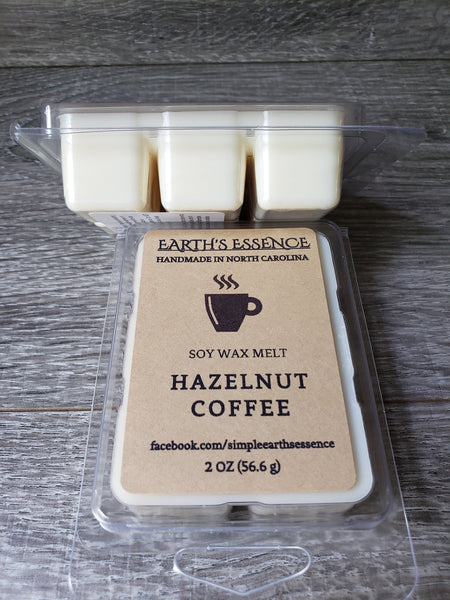 EARTH'S ESSENCE
HANDMADE IN NORTH CAROLINA
SOY WAX MELT
HAZELNUT
COFFEE
facebook.com/simpleearthsessence
2 OZ (56.6 g)